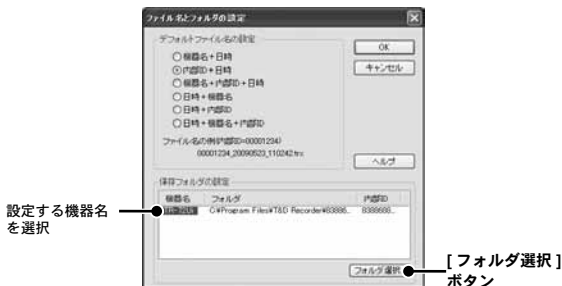 ファイル名とフォルダの設定
デフォルトファイル名の設定
機器名+日時
内部ID+日時
機器名+内部ID+日時
日時+機器名
日時+内部ID
日時+機器名+内部ID
ファイル名の例(内部ID=00001234)
00001234_20090523_110242.trx
OK
キャンセル
ヘルプ
保存フォルダの設定
機器名 フォルダ 内部ID
C¥Program Files¥T&D Recorder¥83886..
設定する機器名
を選択
フォルダ選択
[ フォルダ選択 ]
ボタン